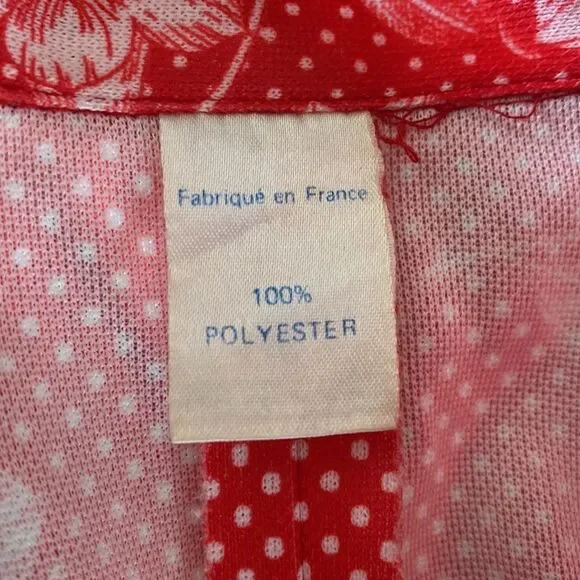 Fabriqué en France
100%
POLYESTER